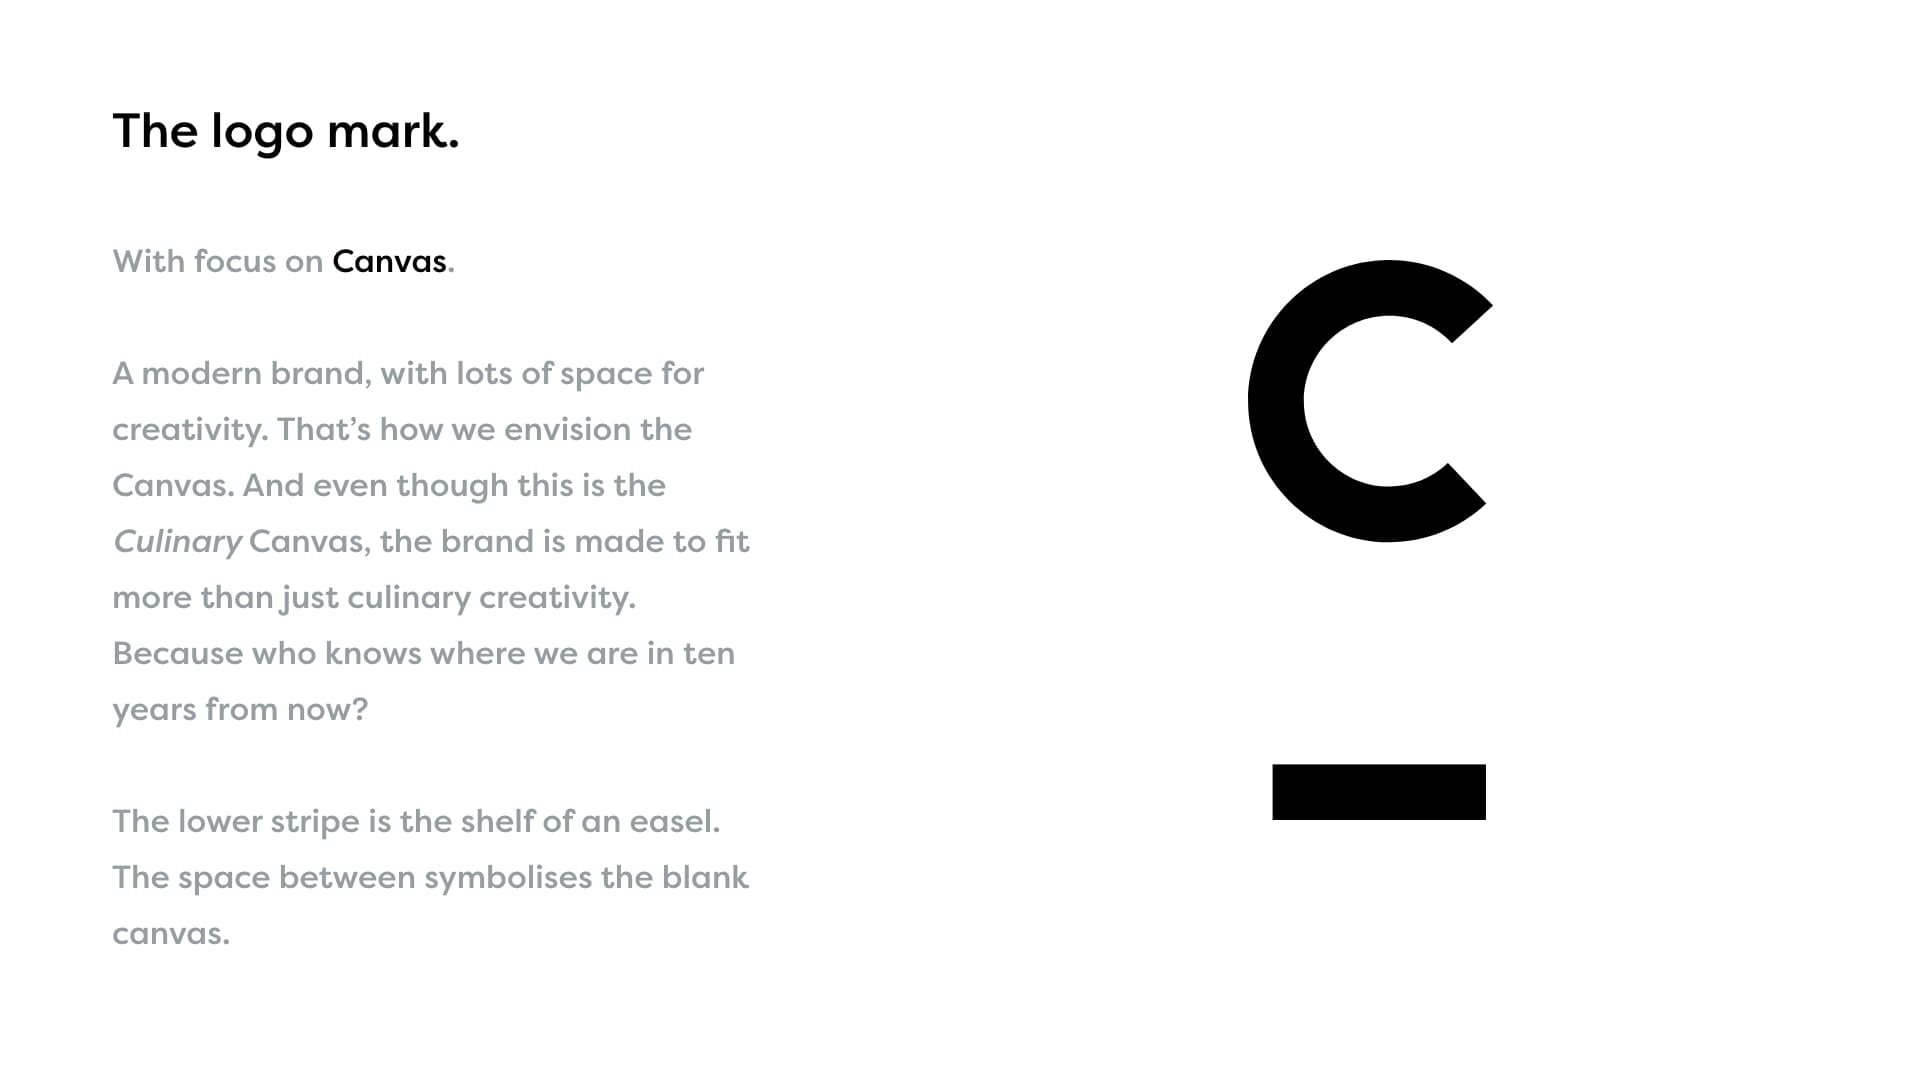 The logo mark.
With focus on Canvas.
A modern brand, with lots of space for
creativity. That’s how we envision the
Canvas. And even though this is the
Culinary Canvas, the brand is made to fit
more than just culinary creativity.
Because who knows where we are in ten
years from now?
The lower stripe is the shelf of an easel.
The space between symbolises the blank
canvas.
C